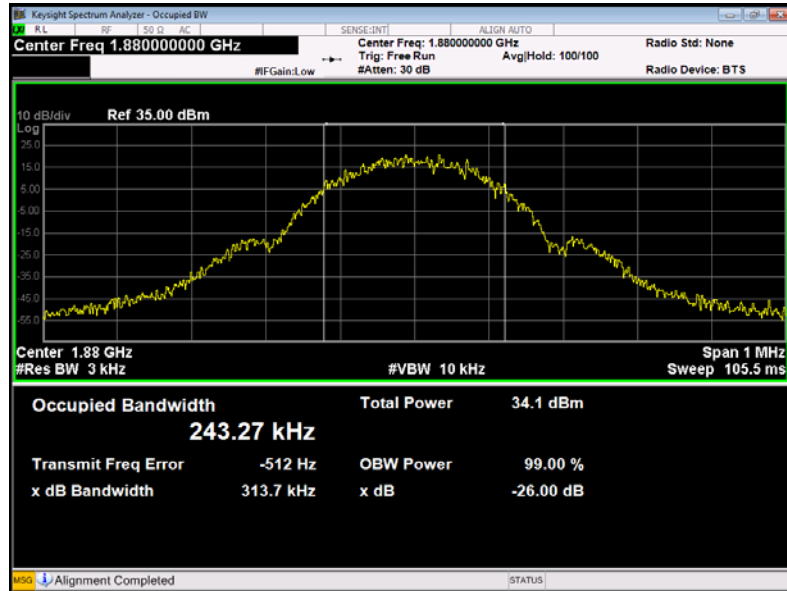 Keysight Spectrum Analyzer - Occupied BW
RL RF 50 Ω AC SENSE:INT ALIGN AUTO
Center Freq 1.880000000 GHz
Center Freq: 1.880000000 GHz
Radio Std: None
Trig: Free Run
Avg|Hold: 100/100
#IFGain:Low
#Atten: 30 dB
Radio Device: BTS
10 dB/div
Ref 35.00 dBm
Log
25.0
15.0
5.00
-5.00
-15.0
-25.0
-35.0
-45.0
-55.0
Center 1.88 GHz
Span 1 MHz
#Res BW 3 kHz
#VBW 10 kHz
Sweep 105.5 ms
Occupied Bandwidth
Total Power
34.1 dBm
243.27 kHz
Transmit Freq Error
-512 Hz
OBW Power
99.00 %
x dB Bandwidth
313.7 kHz
x dB
-26.00 dB
MSG
Alignment Completed
STATUS